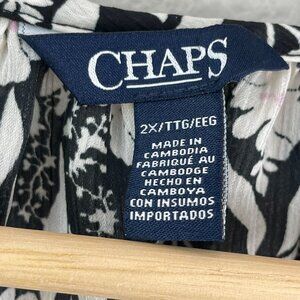 CHAPS
2X/TTG/EEG
MADE IN
CAMBODIA
FABRIQUÉ AU
CAMBODGE
HECHO EN
CAMBOYA
CON INSUMOS
IMPORTADOS